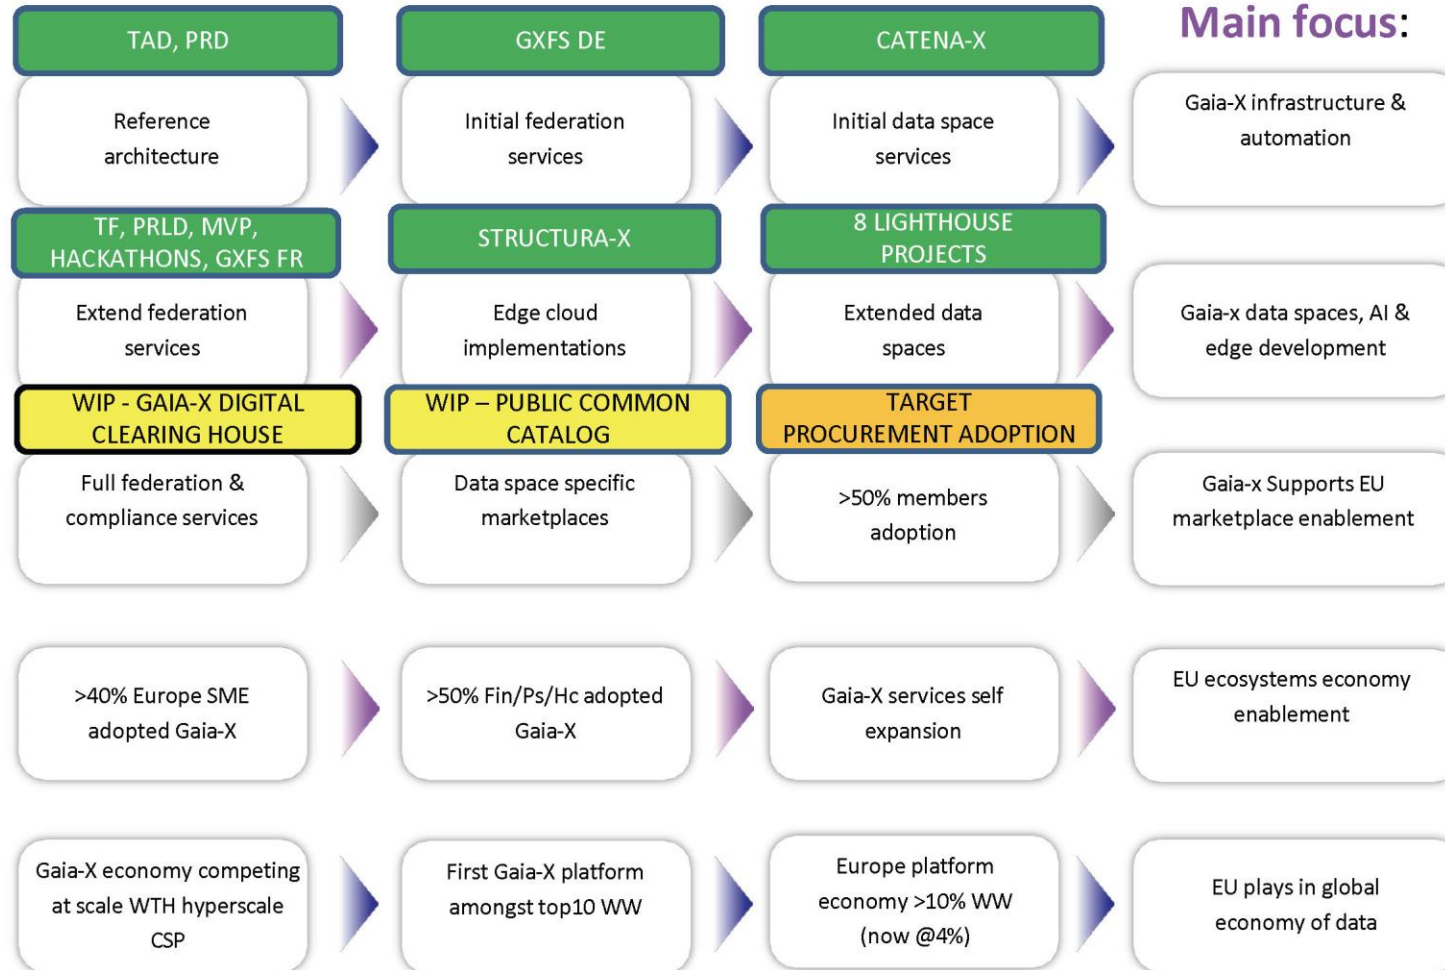 Main focus:
TAD, PRD
GXFS DE
CATENA-X
Reference
architecture
Initial federation
services
Initial data space
services
Gaia-X infrastructure &
automation
TF, PRLD, MVP,
HACKATHONS, GXFS FR
STRUCTURA-X
8 LIGHTHOUSE
PROJECTS
Extend federation
services
Edge cloud
implementations
Extended data
spaces
Gaia-x data spaces, AI &
edge development
WIP - GAIA-X DIGITAL
CLEARING HOUSE
WIP – PUBLIC COMMON
CATALOG
TARGET
PROCUREMENT ADOPTION
Full federation &
compliance services
Data space specific
marketplaces
>50% members
adoption
Gaia-x Supports EU
marketplace enablement
>40% Europe SME
adopted Gaia-X
>50% Fin/Ps/Hc adopted
Gaia-X
Gaia-X services self
expansion
EU ecosystems economy
enablement
Gaia-X economy competing
at scale WTH hyperscale
CSP
First Gaia-X platform
amongst top10 WW
Europe platform
economy >10% WW
(now @4%)
EU plays in global
economy of data